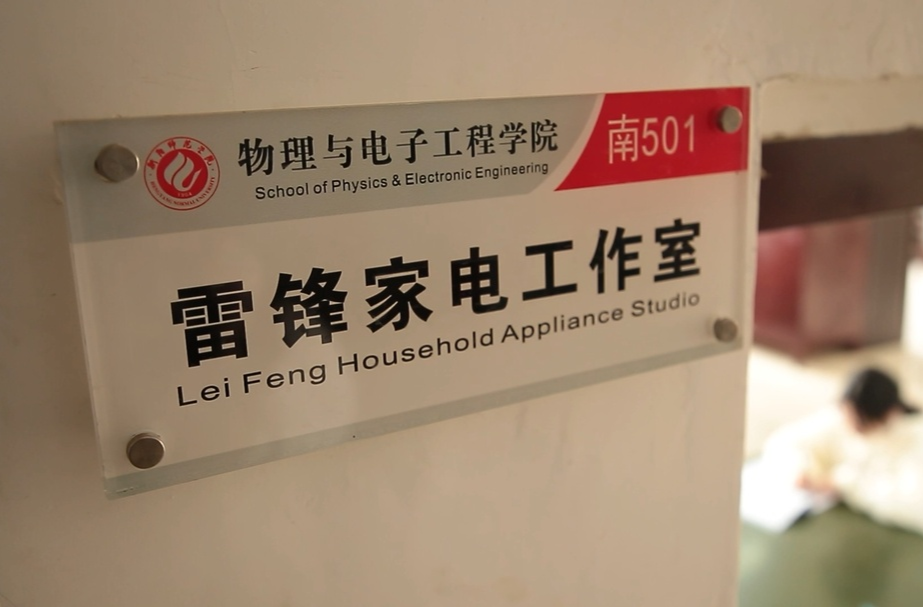 物理与电子工程学院
School of Physics & Electronic Engineering
南501
雷锋家电工作室
Lei Feng Household Appliance Studio